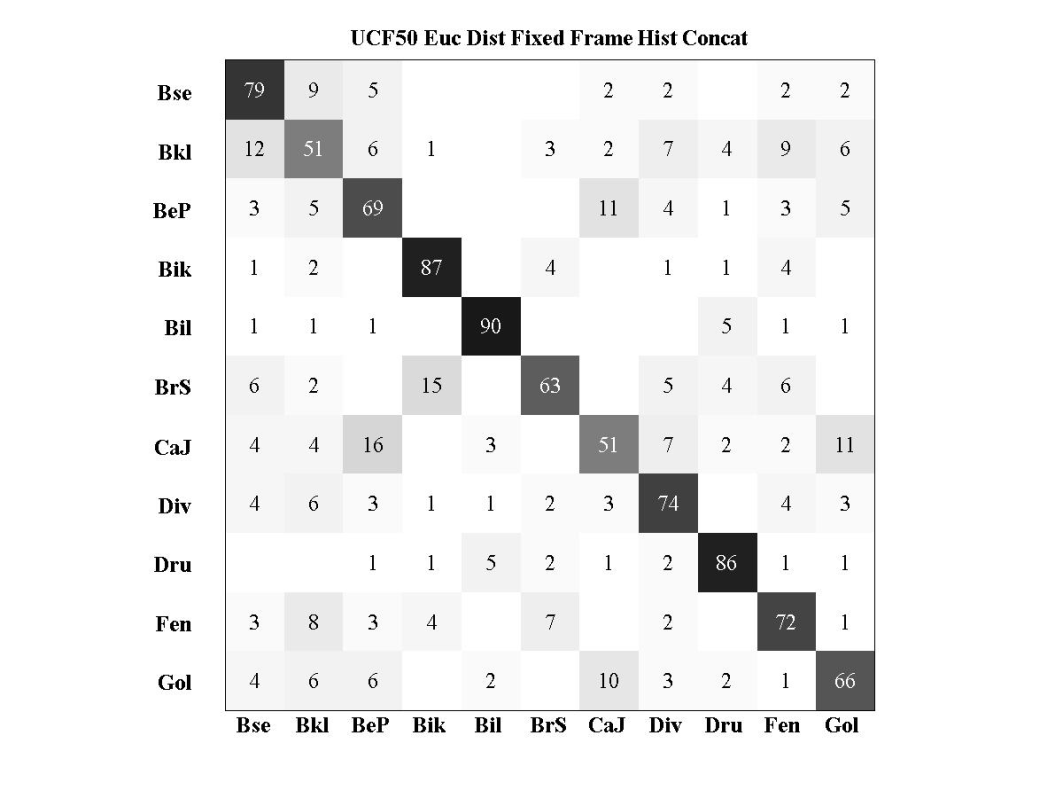 UCF50 Euc Dist Fixed Frame Hist Concat
Bse 79 9 5 2 2 2 2
Bkl 12 51 6 1 3 2 7 4 9 6
BeP 3 5 69 11 4 1 3 5
Bik 1 2 87 4 1 1 4
Bil 1 1 1 90 5 1 1
BrS 6 2 15 63 5 4 6
CaJ 4 4 16 3 51 7 2 2 11
Div 4 6 3 1 1 2 3 74 4 3
Dru 1 1 5 2 1 2 86 1 1
Fen 3 8 3 4 7 2 72 1
Gol 4 6 6 2 10 3 2 1 66
Bse Bkl BeP Bik Bil BrS CaJ Div Dru Fen Gol